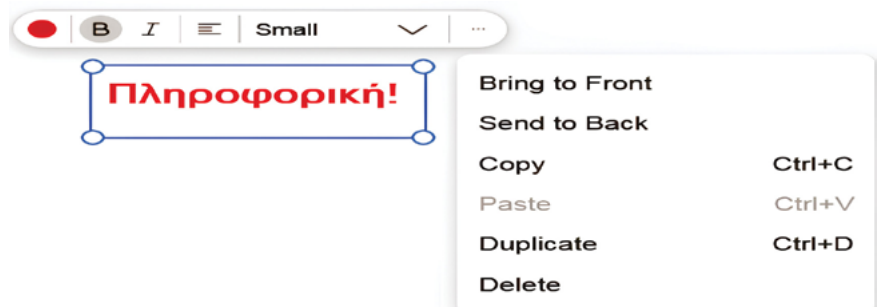 B I Small ...
Πληροφορική!
Bring to Front
Send to Back
Copy Ctrl+C
Paste Ctrl+V
Duplicate Ctrl+D
Delete